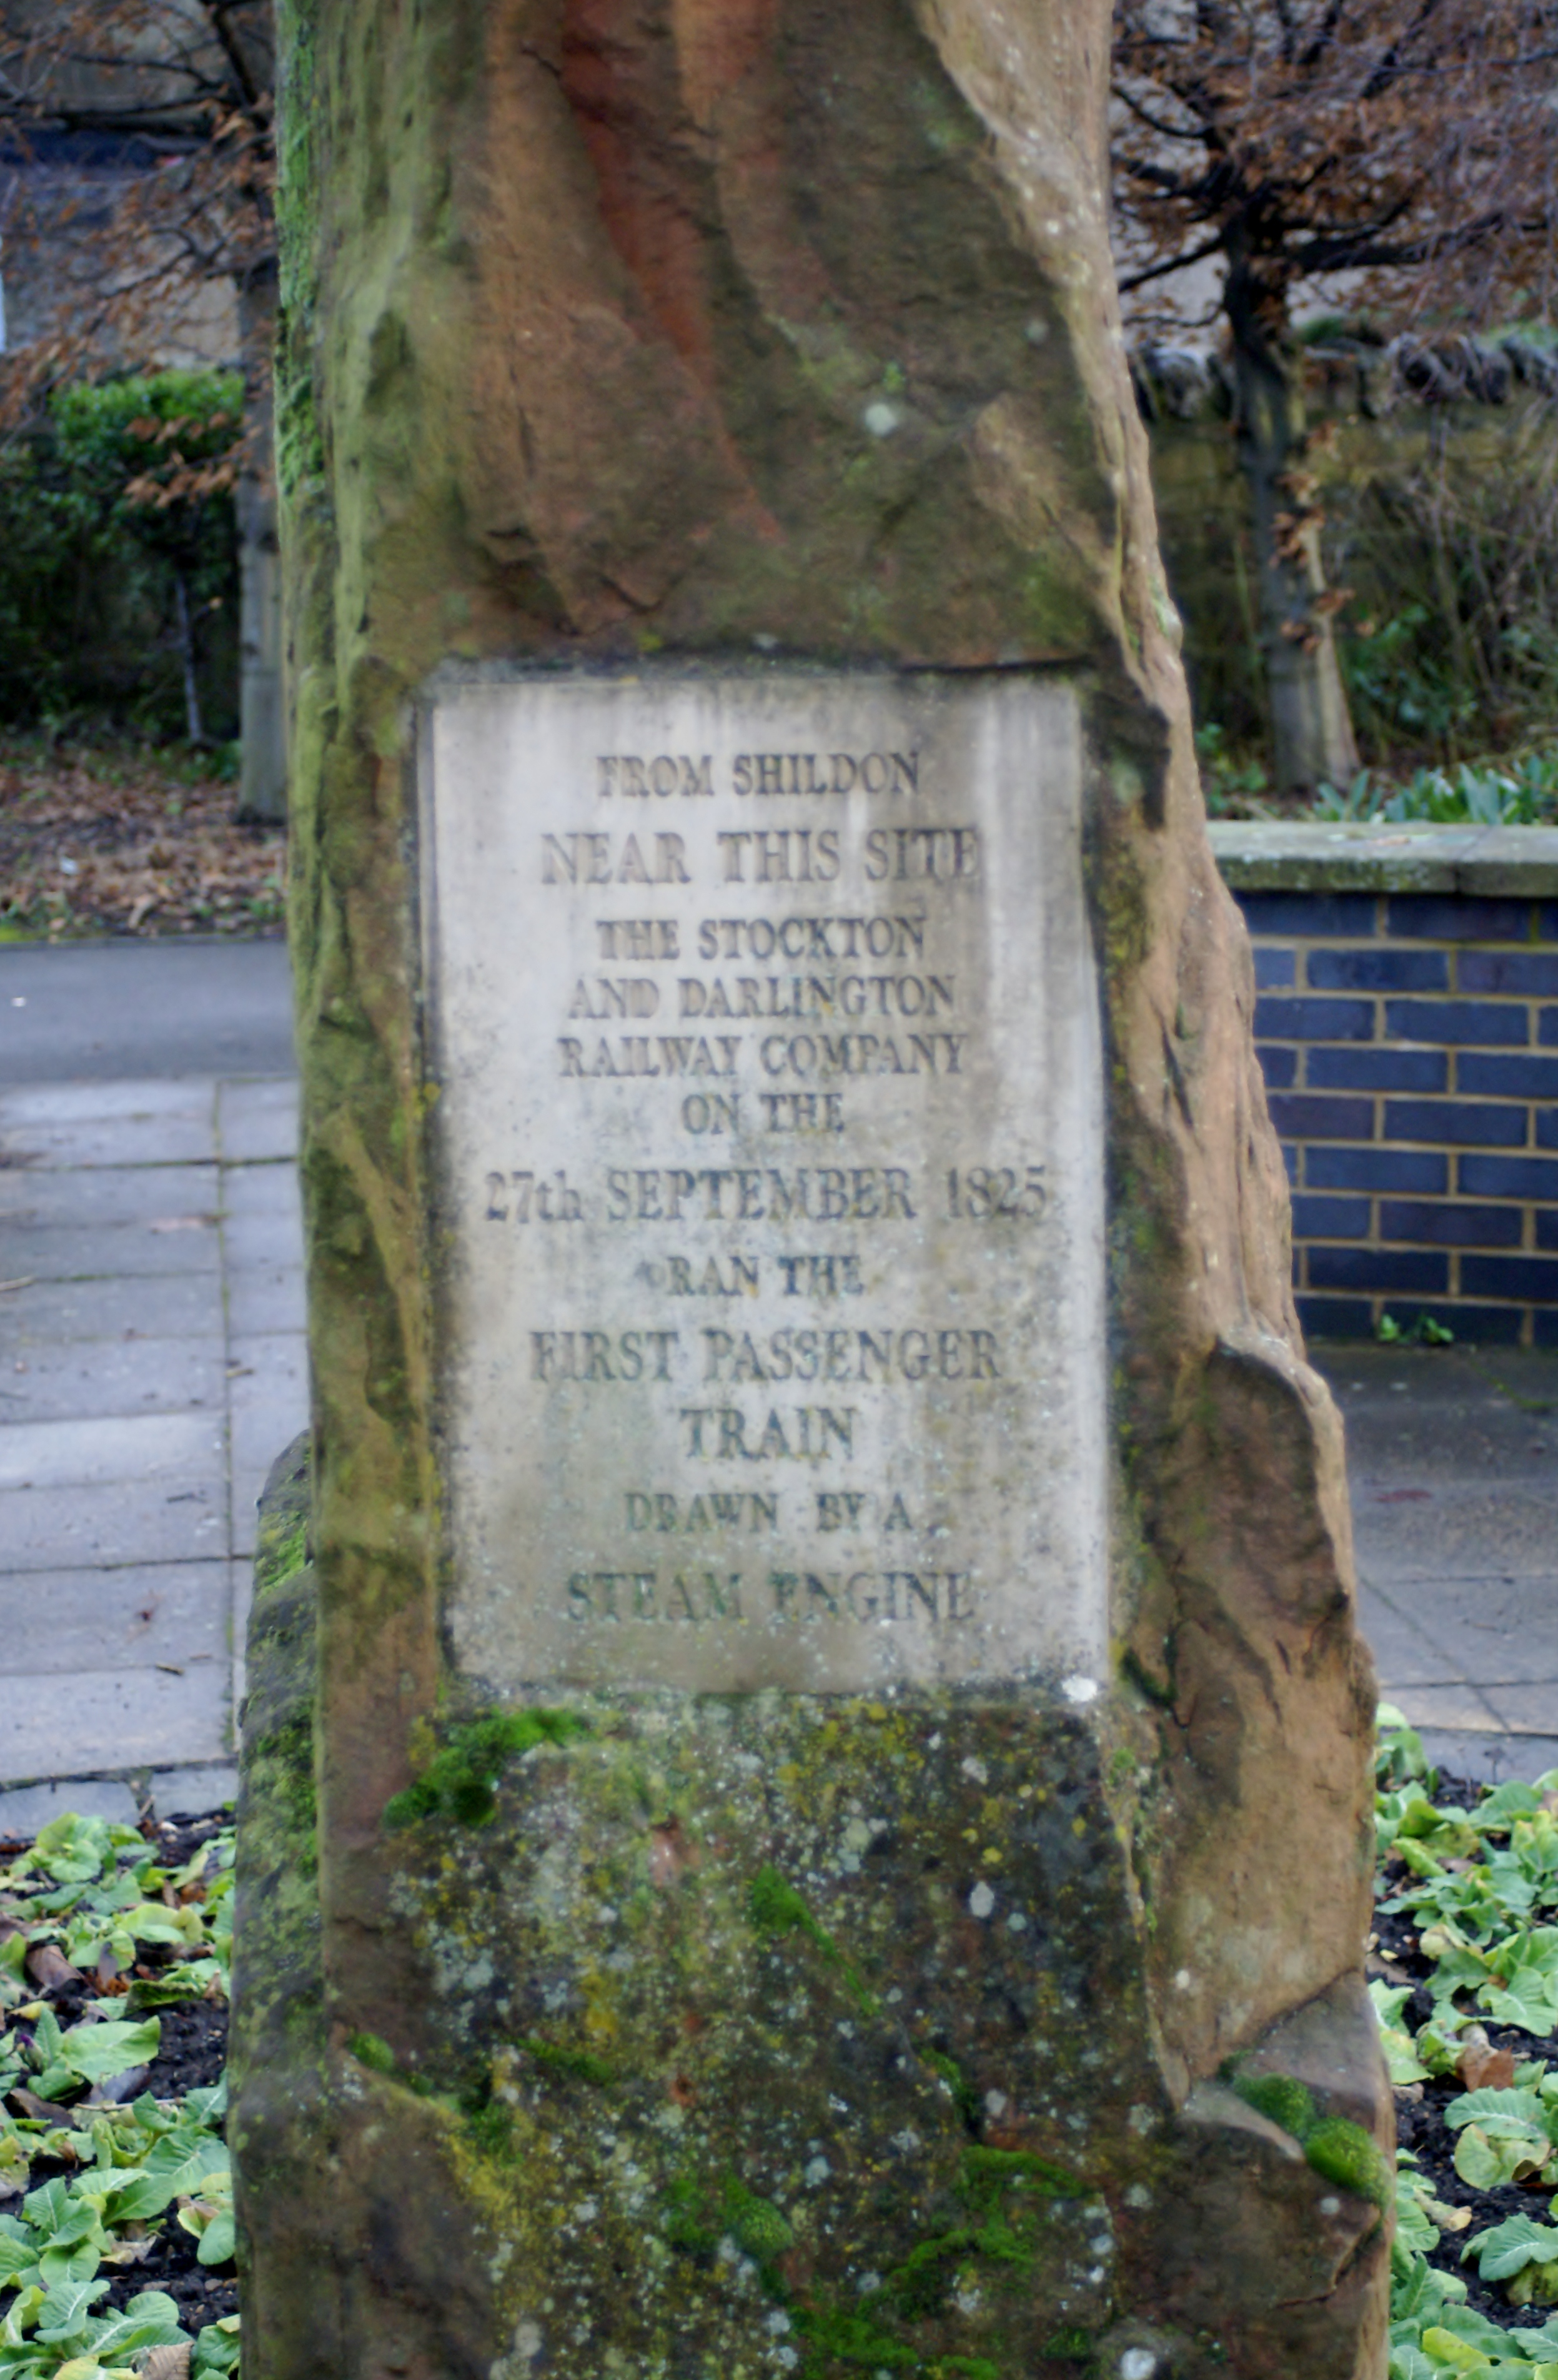 FROM SHILDON
NEAR THIS SITE
THE STOCKTON
AND DARLINGTON
RAILWAY COMPANY
ON THE
27th SEPTEMBER 1825
RAN THE
FIRST PASSENGER
TRAIN
DRAWN BY A
STEAM ENGINE